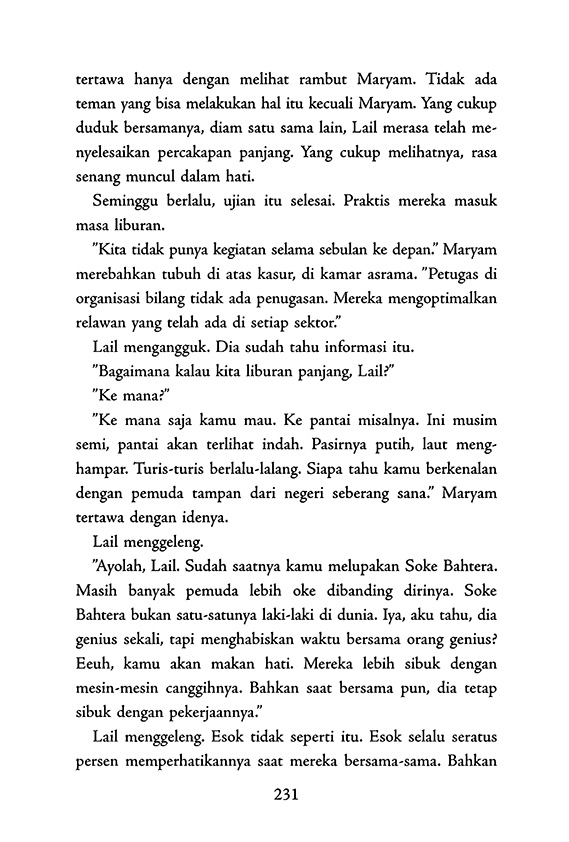 tertawa hanya dengan melihat rambut Maryam. Tidak ada
teman yang bisa melakukan hal itu kecuali Maryam. Yang cukup
duduk bersamanya, diam satu sama lain, Lail merasa telah me-
nyelesaikan percakapan panjang. Yang cukup melihatnya, rasa
senang muncul dalam hati.
Seminggu berlalu, ujian itu selesai. Praktis mereka masuk
masa liburan.
”Kita tidak punya kegiatan selama sebulan ke depan.” Maryam
merebahkan tubuh di atas kasur, di kamar asrama. ”Petugas di
organisasi bilang tidak ada penugasan. Mereka mengoptimalkan
relawan yang telah ada di setiap sektor.”
Lail mengangguk. Dia sudah tahu informasi itu.
”Bagaimana kalau kita liburan panjang, Lail?”
”Ke mana?”
”Ke mana saja kamu mau. Ke pantai misalnya. Ini musim
semi, pantai akan terlihat indah. Pasirnya putih, laut meng-
hampar. Turis-turis berlalu-lalang. Siapa tahu kamu berkenalan
dengan pemuda tampan dari negeri seberang sana.” Maryam
tertawa dengan idenya.
Lail menggeleng.
”Ayolah, Lail. Sudah saatnya kamu melupakan Soke Bahtera.
Masih banyak pemuda lebih oke dibanding dirinya. Soke
Bahtera bukan satu-satunya laki-laki di dunia. Iya, aku tahu, dia
genius sekali, tapi menghabiskan waktu bersama orang genius?
Eeuh, kamu akan makan hati. Mereka lebih sibuk dengan
mesin-mesin canggihnya. Bahkan saat bersama pun, dia tetap
sibuk dengan pekerjaannya.”
Lail menggeleng. Esok tidak seperti itu. Esok selalu seratus
persen memperhatikannya saat mereka bersama-sama. Bahkan
231